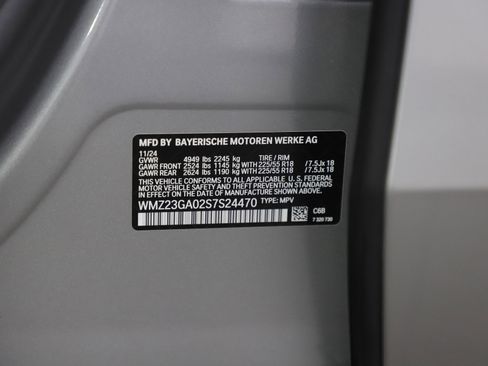 MFD BY BAYERISCHE MOTOREN WERKE AG
11/24
GVWR 4949 lbs 2245 kg TIRE / RIM
GAWR FRONT 2524 lbs 1145 kg WITH 225/55 R18 / 7.5Jx 18
GAWR REAR 2624 lbs 1190 kg WITH 225/55 R18 / 7.5Jx 18
THIS VEHICLE CONFORMS TO ALL APPLICABLE FEDERAL MOTOR
VEHICLE SAFETY AND THEFT PREVENTION STANDARDS
IN EFFECT ON THE DATE OF MANUFACTURE SHOWN ABOVE.
WMZ23GA02S7S24470 TYPE: MPV
C6B
7 320 730